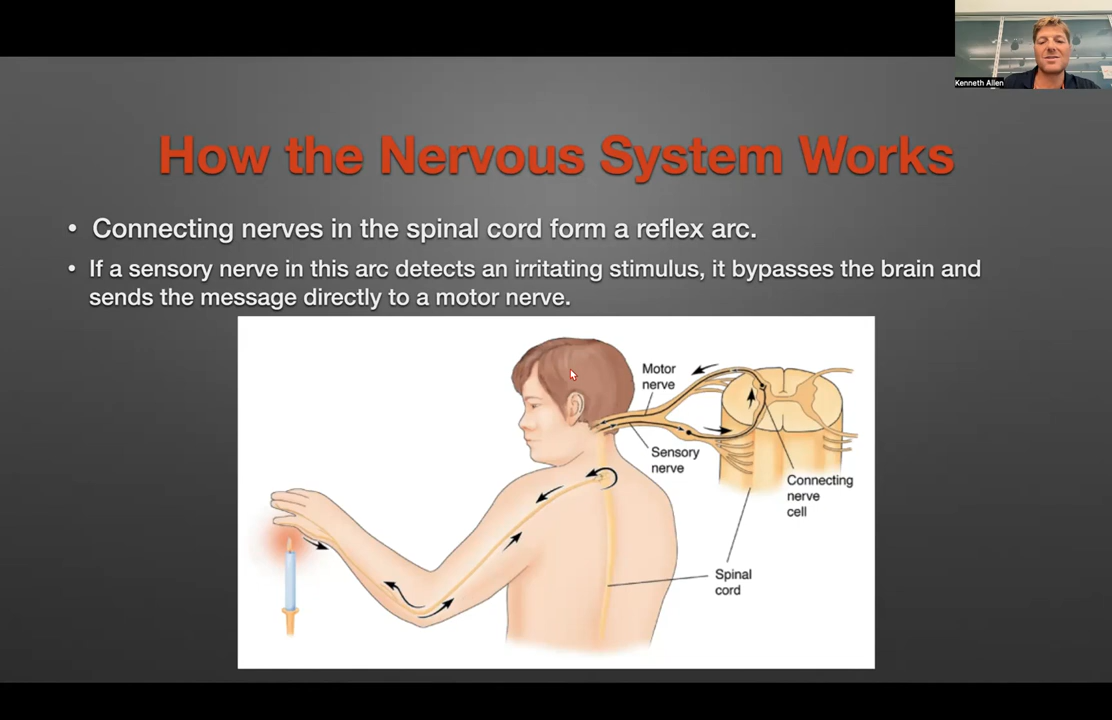 Kenneth Allen
How the Nervous System Works
• Connecting nerves in the spinal cord form a reflex arc.
• If a sensory nerve in this arc detects an irritating stimulus, it bypasses the brain and
sends the message directly to a motor nerve.
Motor
nerve
Sensory
nerve
Connecting
nerve
cell
Spinal
cord